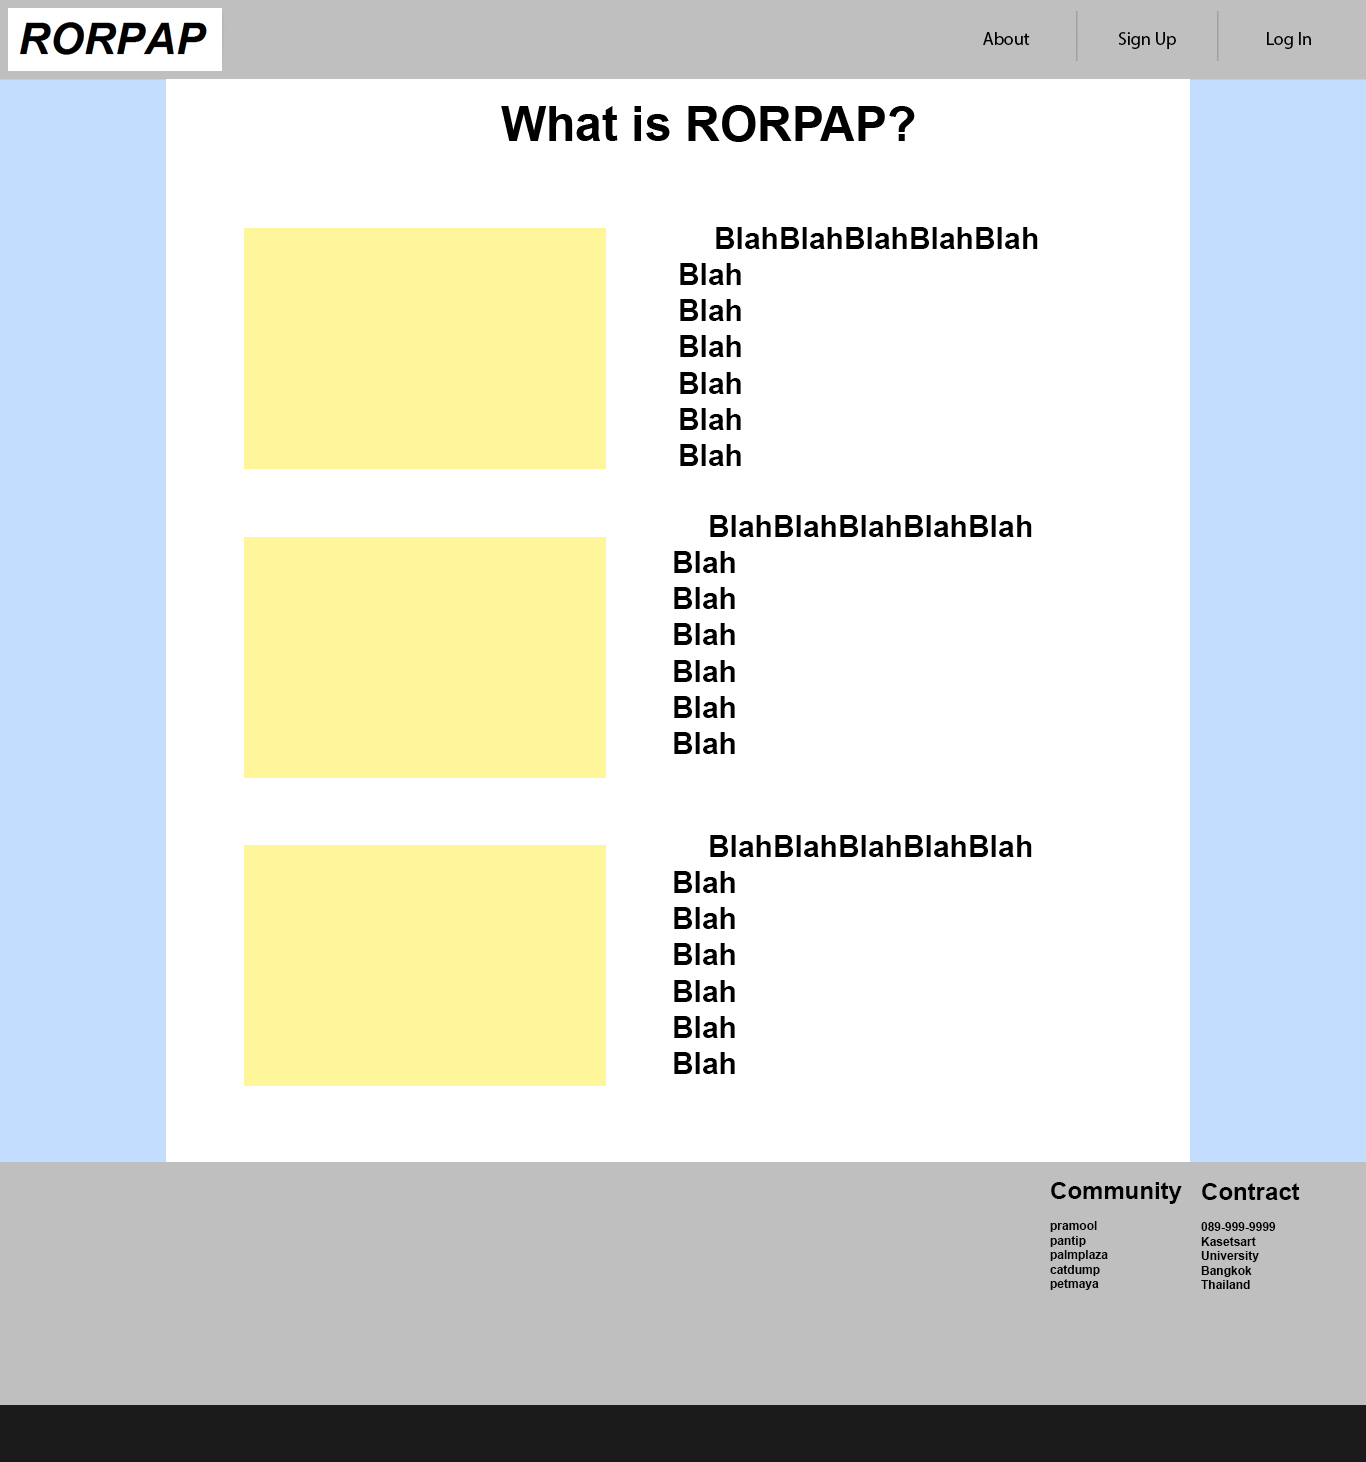 RORPAP
About
Sign Up
Log In
What is RORPAP?
BlahBlahBlahBlahBlah
Blah
Blah
Blah
Blah
Blah
Blah
BlahBlahBlahBlahBlah
Blah
Blah
Blah
Blah
Blah
Blah
BlahBlahBlahBlahBlah
Blah
Blah
Blah
Blah
Blah
Blah
Community
pramool
pantip
palmplaza
catdump
petmaya
Contract
089-999-9999
Kasetsart
University
Bangkok
Thailand